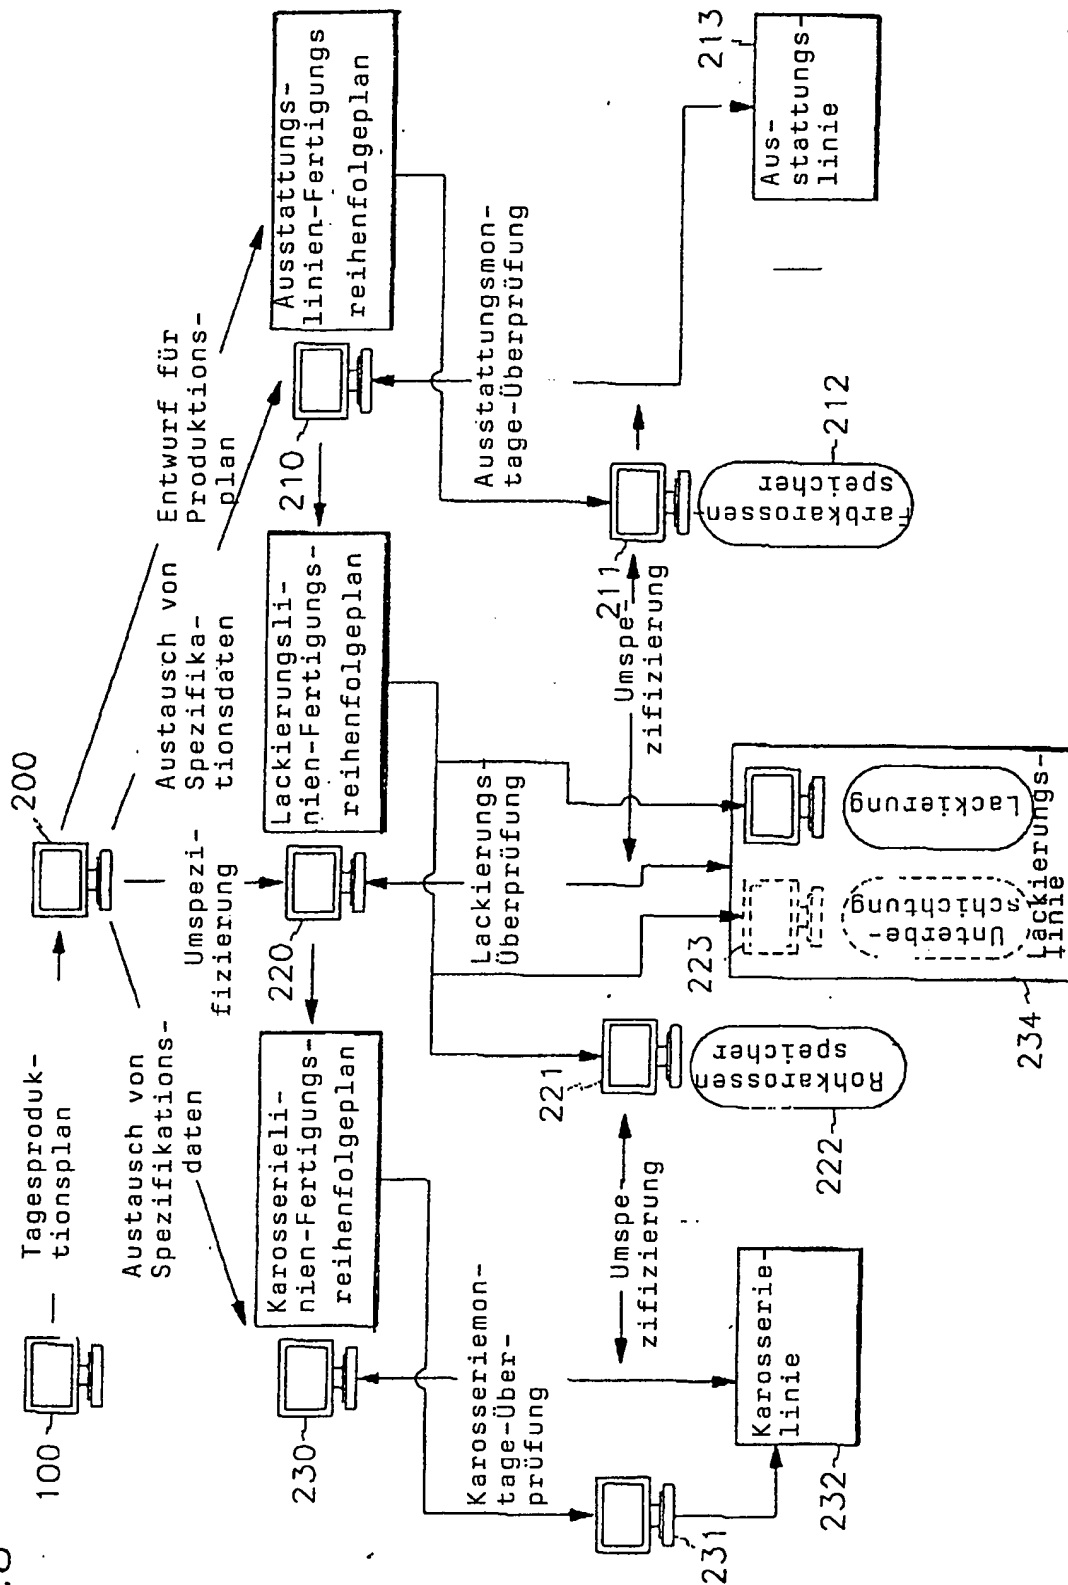 100
Tagesproduk-
tionsplan
200
Austausch von
Spezifikations-
daten
Umspezi-
fizierung
Austausch von
Spezifika-
tionsdaten
Entwurf für
Produktions-
plan
230
Karosserieli-
nien-Fertigungs-
reihenfolgeplan
220
Lackierungsli-
nien-Fertigungs-
reihenfolgeplan
210
Ausstattungs-
linien-Fertigungs
reihenfolgeplan
Karosseriemon-
tage-Über-
prüfung
Lackierungs-
Überprüfung
Ausstattungsmon-
tage-Überprüfung
231
Umspe-
zifizierung
221
Rohkarossen
speicher
222
Umspe-
zifizierung
211
Farbkarossen
speicher
212
213
Aus-
stattungs-
linie
Karosserie-
linie
232
223
Unterbe-
schichtung
Lackierung
Lackierungs-
linie
234